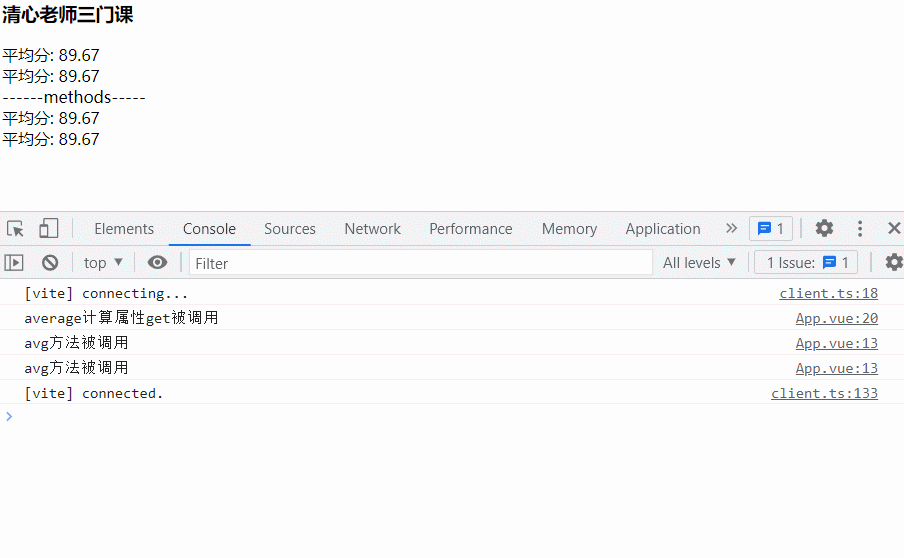 清心老师三门课
平均分: 89.67
平均分: 89.67
------methods-----
平均分: 89.67
平均分: 89.67
Elements Console Sources Network Performance Memory Application » 1
top ▼ Filter All levels ▼ 1 Issue: 1
[vite] connecting... client.ts:18
average计算属性get被调用 App.vue:20
avg方法被调用 App.vue:13
avg方法被调用 App.vue:13
[vite] connected. client.ts:133
>